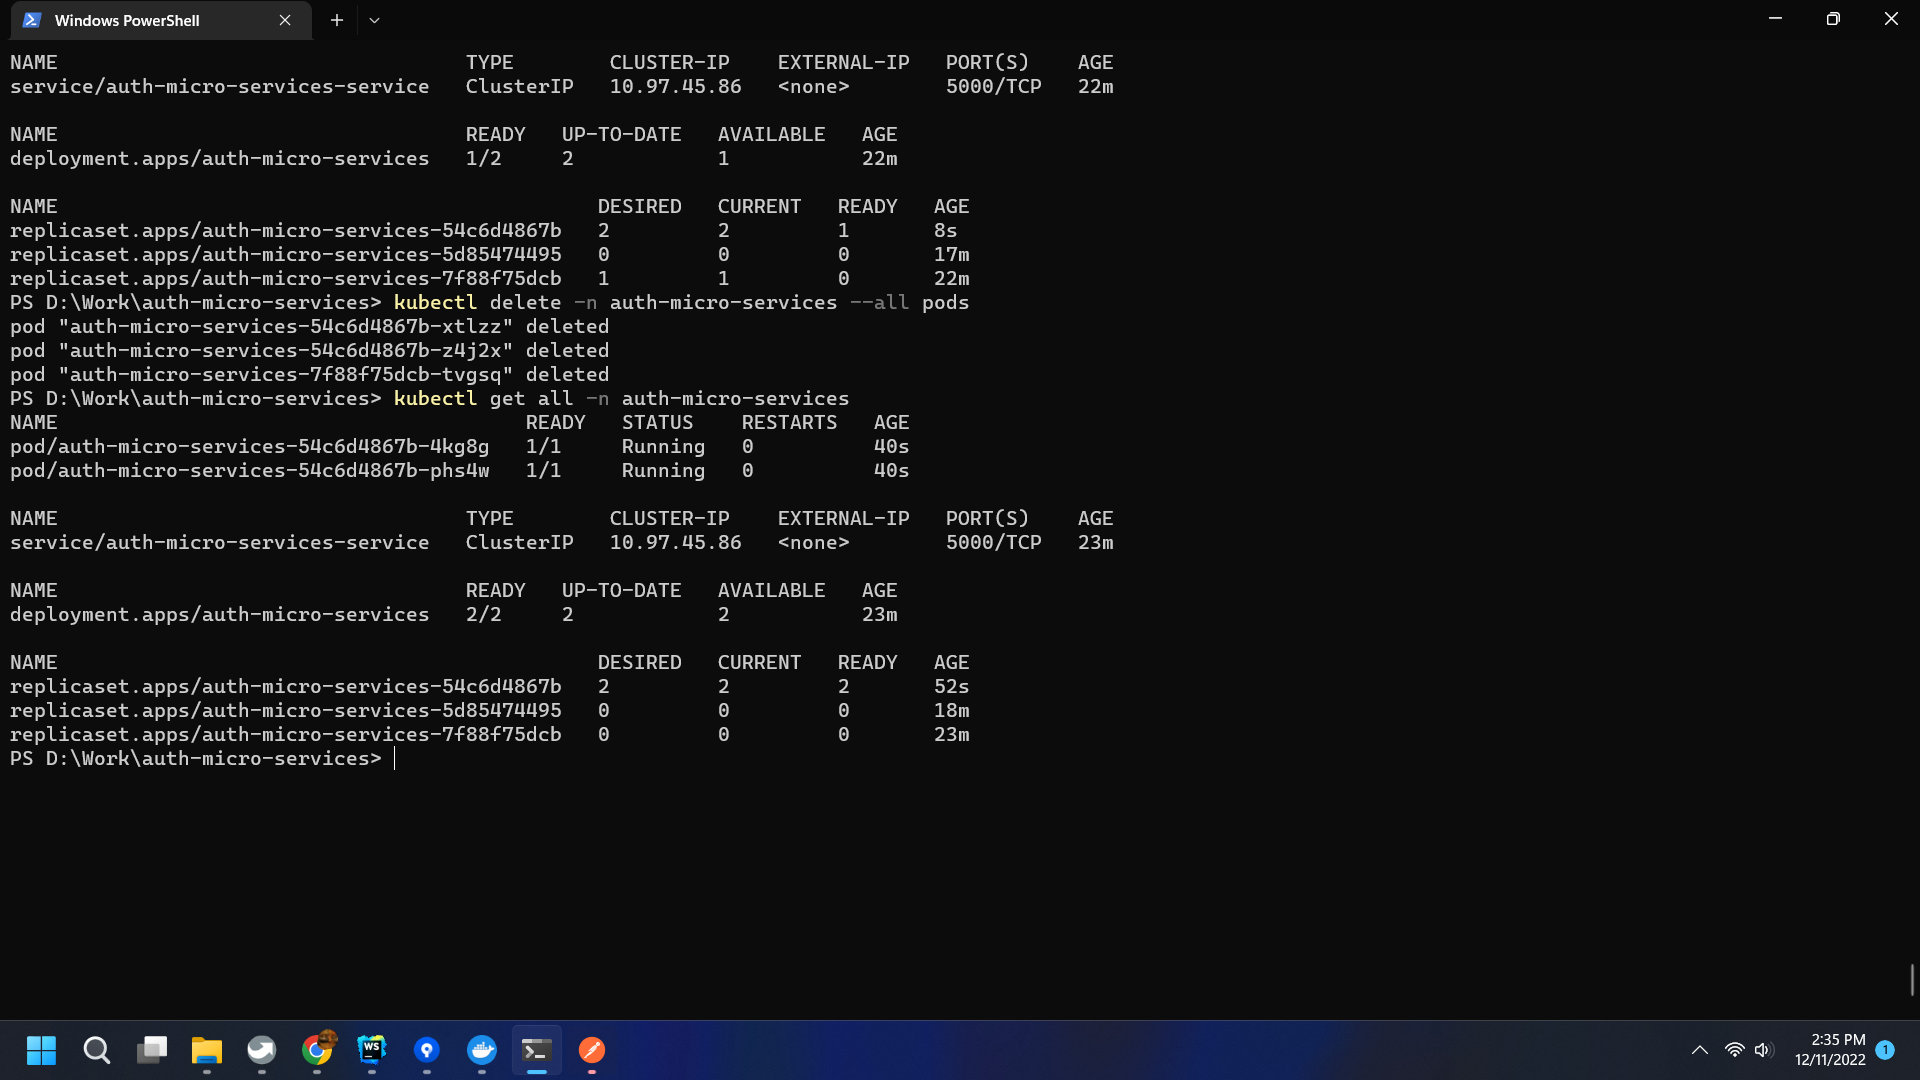 Windows PowerShell
NAME TYPE CLUSTER-IP EXTERNAL-IP PORT(S) AGE
service/auth-micro-services-service ClusterIP 10.97.45.86 <none> 5000/TCP 22m
NAME READY UP-TO-DATE AVAILABLE AGE
deployment.apps/auth-micro-services 1/2 2 1 22m
NAME DESIRED CURRENT READY AGE
replicaset.apps/auth-micro-services-54c6d4867b 2 2 1 8s
replicaset.apps/auth-micro-services-5d85474495 0 0 0 17m
replicaset.apps/auth-micro-services-7f88f75dcb 1 1 0 22m
PS D:\Work\auth-micro-services> kubectl delete -n auth-micro-services --all pods
pod "auth-micro-services-54c6d4867b-xtlzz" deleted
pod "auth-micro-services-54c6d4867b-z4j2x" deleted
pod "auth-micro-services-7f88f75dcb-tvgsq" deleted
PS D:\Work\auth-micro-services> kubectl get all -n auth-micro-services
NAME READY STATUS RESTARTS AGE
pod/auth-micro-services-54c6d4867b-4kg8g 1/1 Running 0 40s
pod/auth-micro-services-54c6d4867b-phs4w 1/1 Running 0 40s
NAME TYPE CLUSTER-IP EXTERNAL-IP PORT(S) AGE
service/auth-micro-services-service ClusterIP 10.97.45.86 <none> 5000/TCP 23m
NAME READY UP-TO-DATE AVAILABLE AGE
deployment.apps/auth-micro-services 2/2 2 2 23m
NAME DESIRED CURRENT READY AGE
replicaset.apps/auth-micro-services-54c6d4867b 2 2 2 52s
replicaset.apps/auth-micro-services-5d85474495 0 0 0 18m
replicaset.apps/auth-micro-services-7f88f75dcb 0 0 0 23m
PS D:\Work\auth-micro-services>
WS
2:35 PM
12/11/2022
1